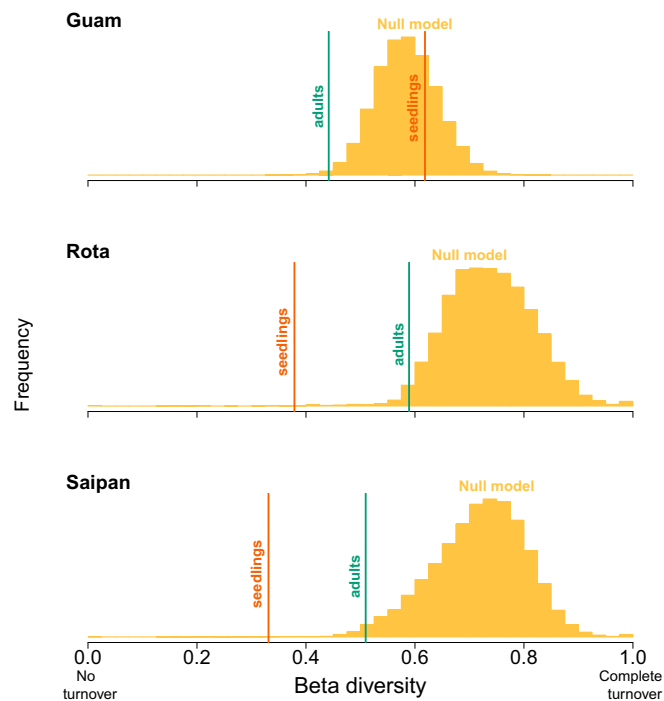 Guam
Null model
adults
seedlings
Rota
Null model
seedlings
adults
Frequency
Saipan
Null model
seedlings
adults
0.0 0.2 0.4 0.6 0.8 1.0
No turnover
Beta diversity
Complete turnover